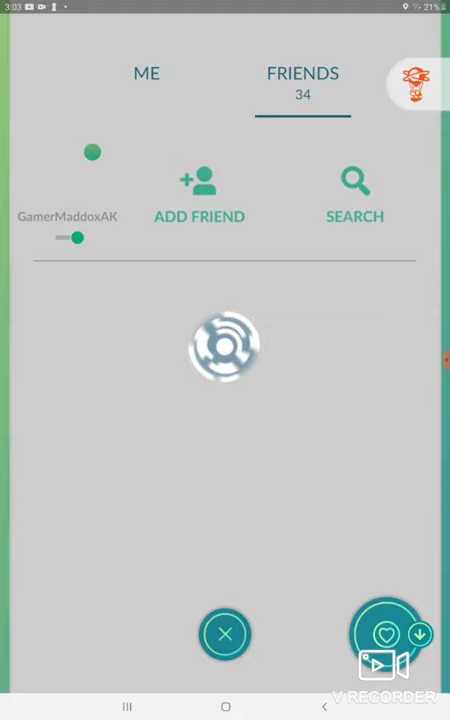 3:03
21%
ME
FRIENDS
34
GamerMaddoxAK
ADD FRIEND
SEARCH
V RECORDER